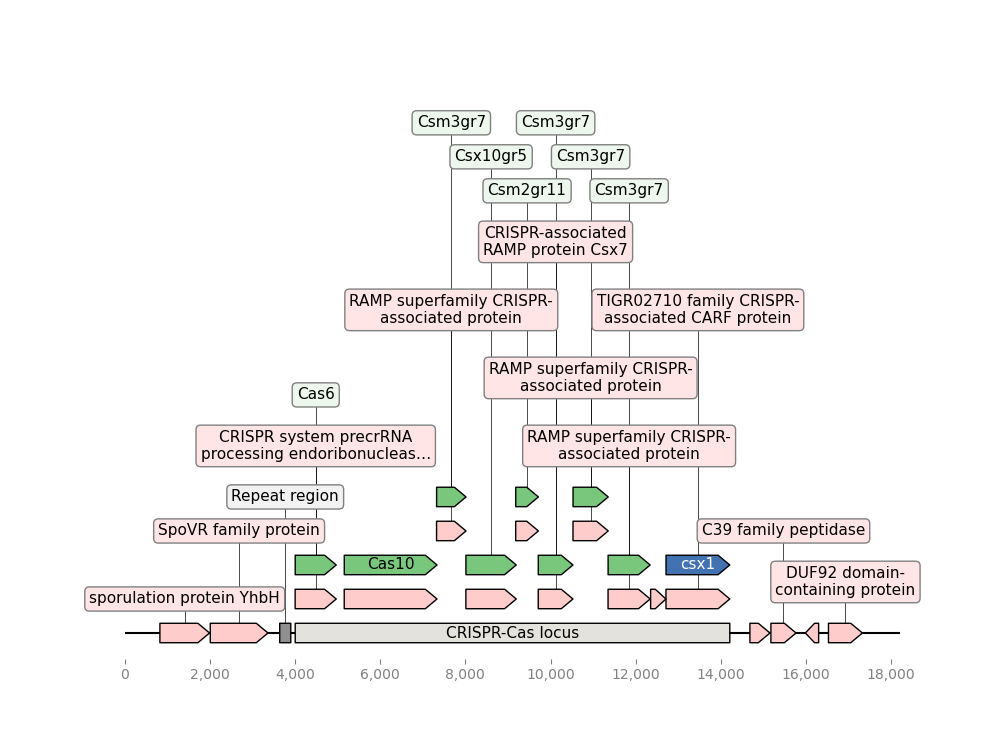 Csm3gr7
Csm3gr7
Csx10gr5
Csm3gr7
Csm2gr11
Csm3gr7
CRISPR-associated
RAMP protein Csx7
RAMP superfamily CRISPR-
associated protein
TIGR02710 family CRISPR-
associated CARF protein
RAMP superfamily CRISPR-
associated protein
Cas6
CRISPR system precrRNA
processing endoribonucleas…
RAMP superfamily CRISPR-
associated protein
Repeat region
SpoVR family protein
C39 family peptidase
Cas10
csx1
DUF92 domain-
containing protein
sporulation protein YhbH
CRISPR-Cas locus
0
2,000
4,000
6,000
8,000
10,000
12,000
14,000
16,000
18,000